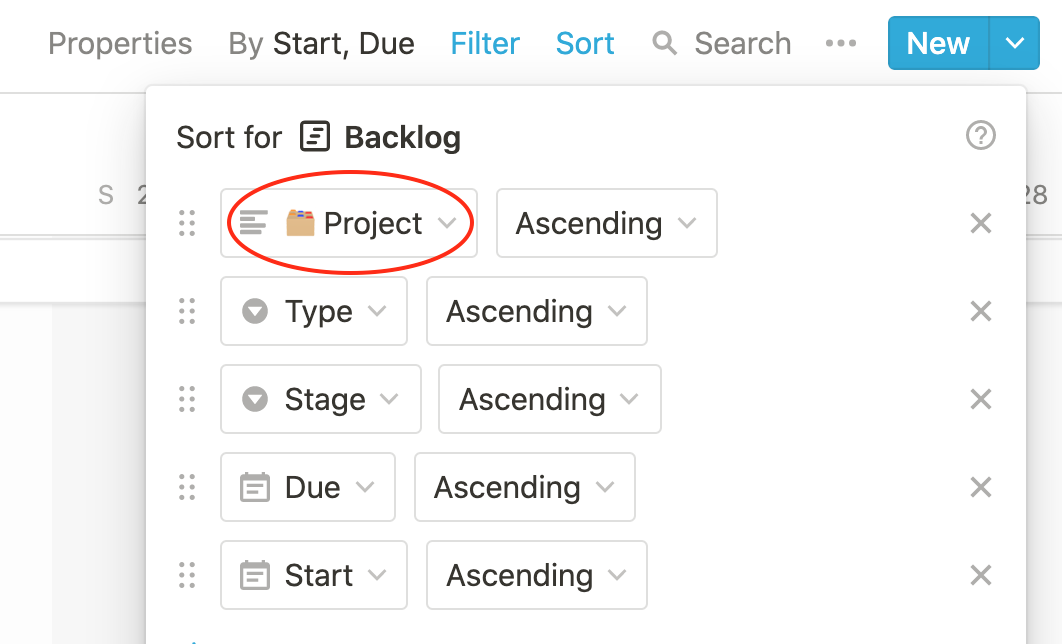 Properties By Start, Due Filter Sort Search New
Sort for Backlog
S 2 28
Project Ascending
Type Ascending
Stage Ascending
Due Ascending
Start Ascending